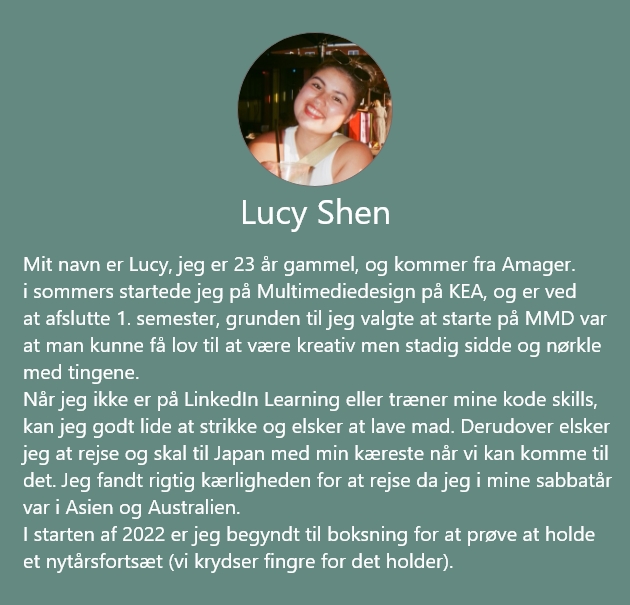 Lucy Shen
Mit navn er Lucy, jeg er 23 år gammel, og kommer fra Amager.
i sommers startede jeg på Multimediedesign på KEA, og er ved
at afslutte 1. semester, grunden til jeg valgte at starte på MMD var
at man kunne få lov til at være kreativ men stadig sidde og nørkle
med tingene.
Når jeg ikke er på LinkedIn Learning eller træner mine kode skills,
kan jeg godt lide at strikke og elsker at lave mad. Derudover elsker
jeg at rejse og skal til Japan med min kæreste når vi kan komme til
det. Jeg fandt rigtig kærligheden for at rejse da jeg i mine sabbatår
var i Asien og Australien.
I starten af 2022 er jeg begyndt til boksning for at prøve at holde
et nytårsfortsæt (vi krydser fingre for det holder).